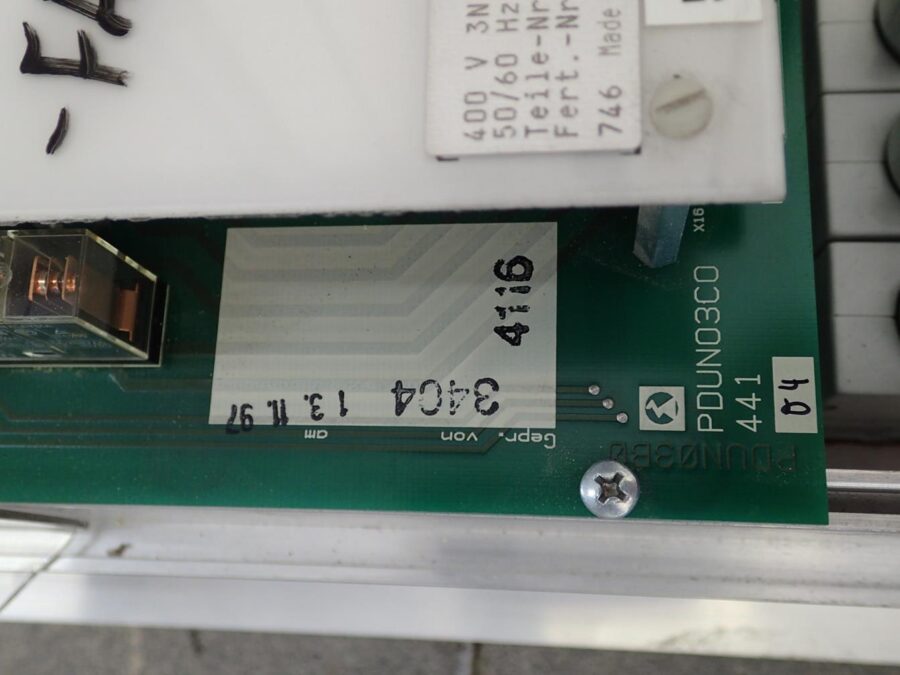 400 V 3N
50/60 Hz
Teile-Nr
Fert.-Nr
746 Made
X16
4116
Gepr. von am
3404 13. 11. 97
PDUN03C0
441
04
PDUN03B0